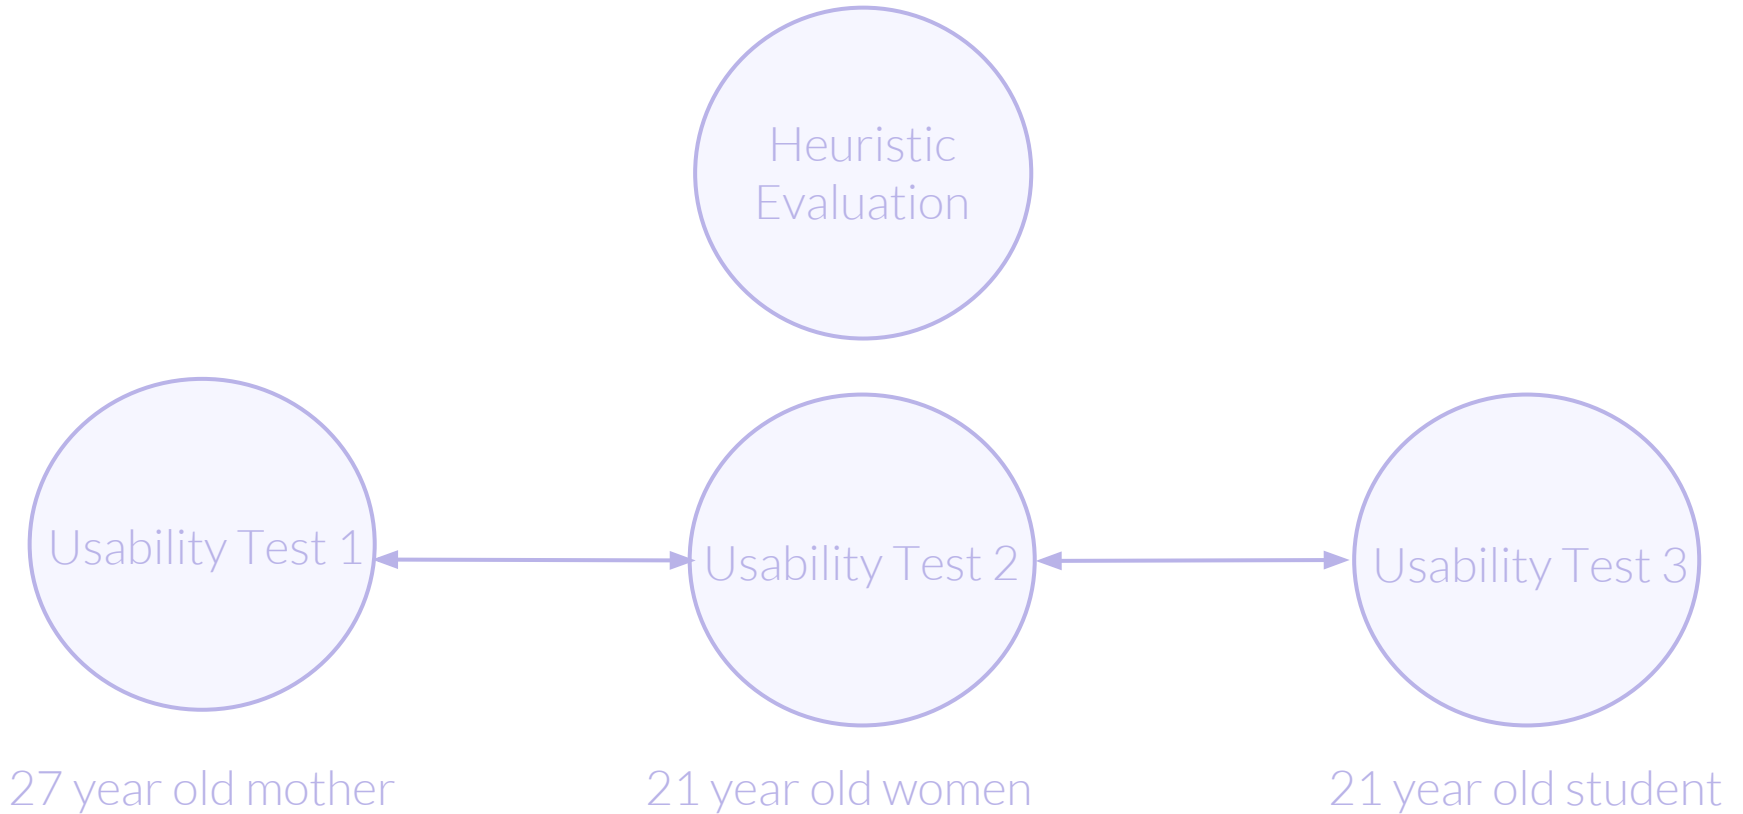 Heuristic
Evaluation
Usability Test 1
Usability Test 2
Usability Test 3
27 year old mother
21 year old women
21 year old student